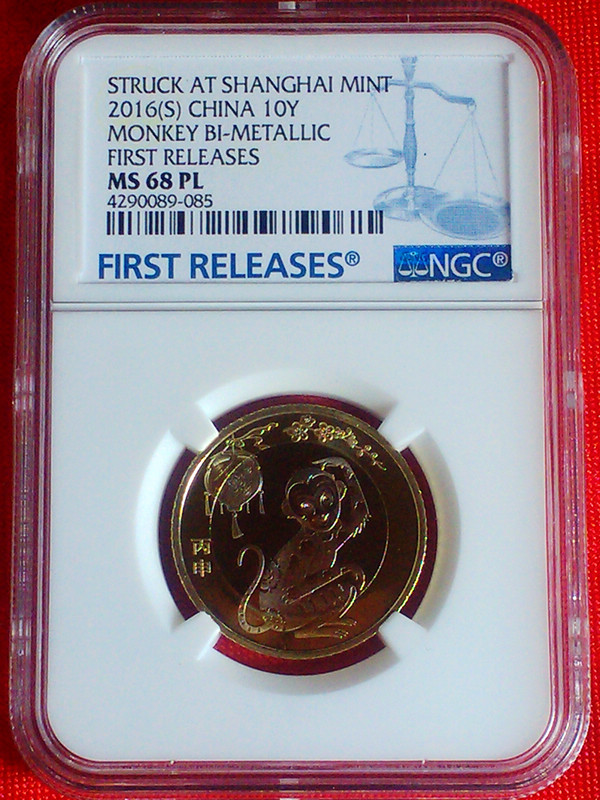 STRUCK AT SHANGHAI MINT
2016(S) CHINA 10Y
MONKEY BI-METALLIC
FIRST RELEASES
MS 68 PL
4290089-085
FIRST RELEASES®
NGC®
丙申